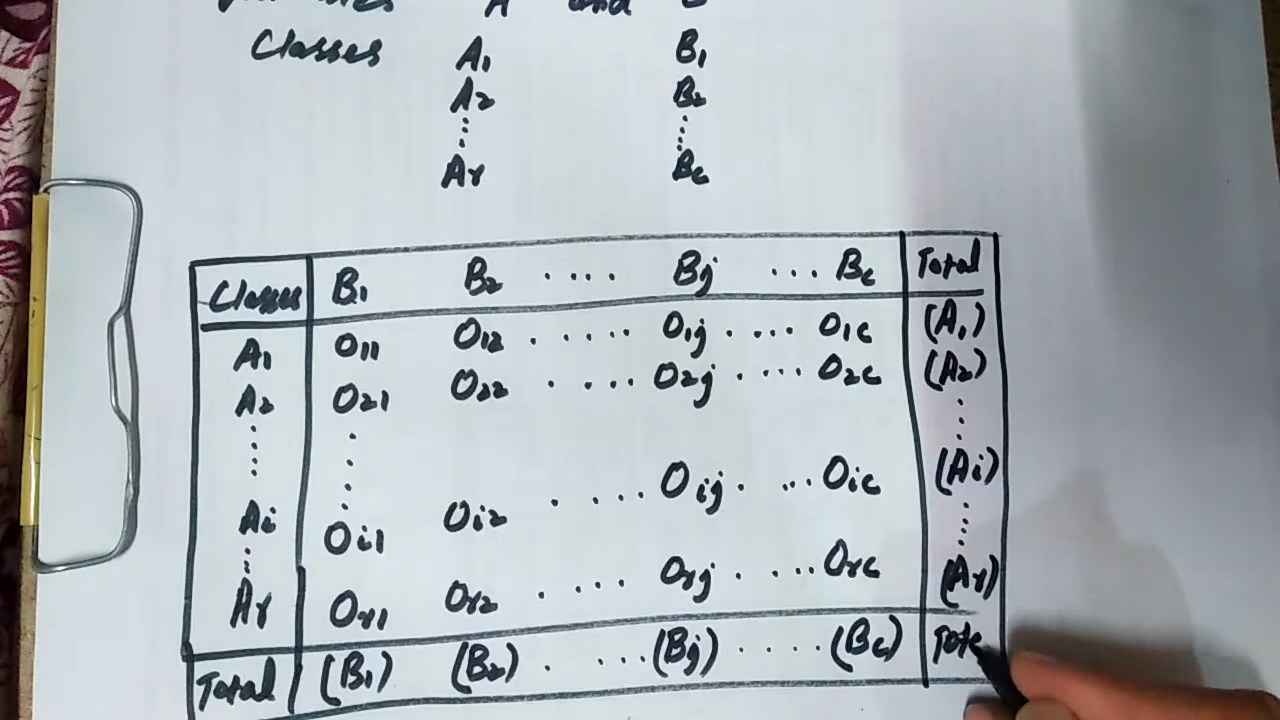 A and
Classes A1 B1
A2 B2
Ar Bc
Classes B1 B2 .... Bj ... Bc Total
A1 O11 O12 ..... O1j .... O1c (A1)
A2 O21 O22 .... O2j .... O2c (A2)
Ai Oi1 Oi2 .... Oij. ... Oic (Ai)
Ar Or1 Or2 .... Orj .... Orc (Ar)
Total (B1) (B2) .... (Bj) .... (Bc) Tota